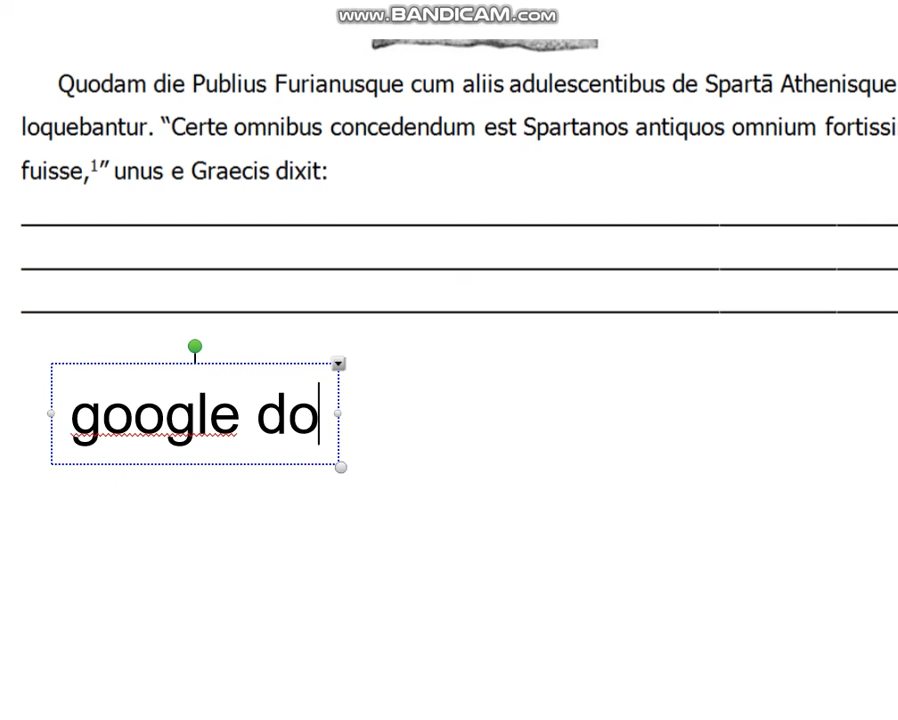 www.BANDICAM.com
Quodam die Publius Furianusque cum aliis adulescentibus de Spartā Athenisque
loquebantur. “Certe omnibus concedendum est Spartanos antiquos omnium fortissi
fuisse,¹” unus e Graecis dixit:
google do